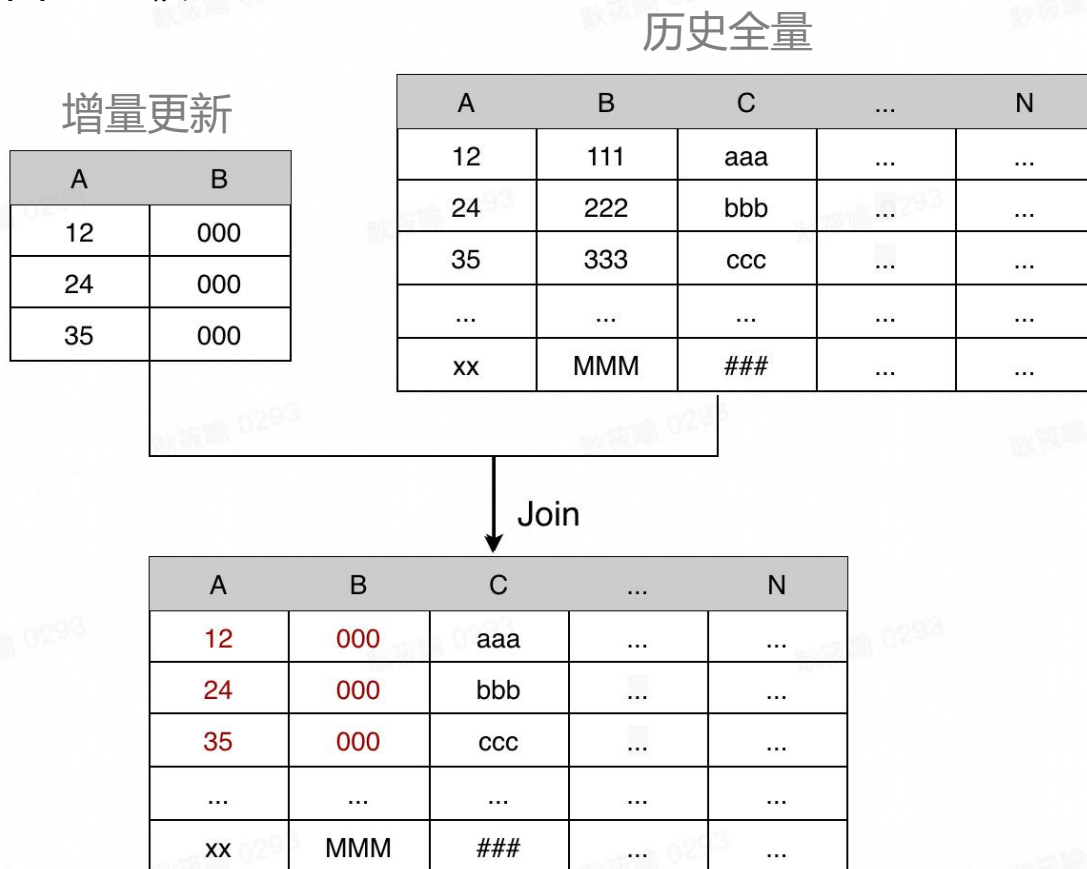 历史全量
增量更新
A B
12 000
24 000
35 000
A B C ... N
12 111 aaa ... ...
24 222 bbb ... ...
35 333 ccc ... ...
... ... ... ... ...
xx MMM ### ... ...
Join
A B C ... N
12 000 aaa ... ...
24 000 bbb ... ...
35 000 ccc ... ...
... ... ... ... ...
xx MMM ### ... ...